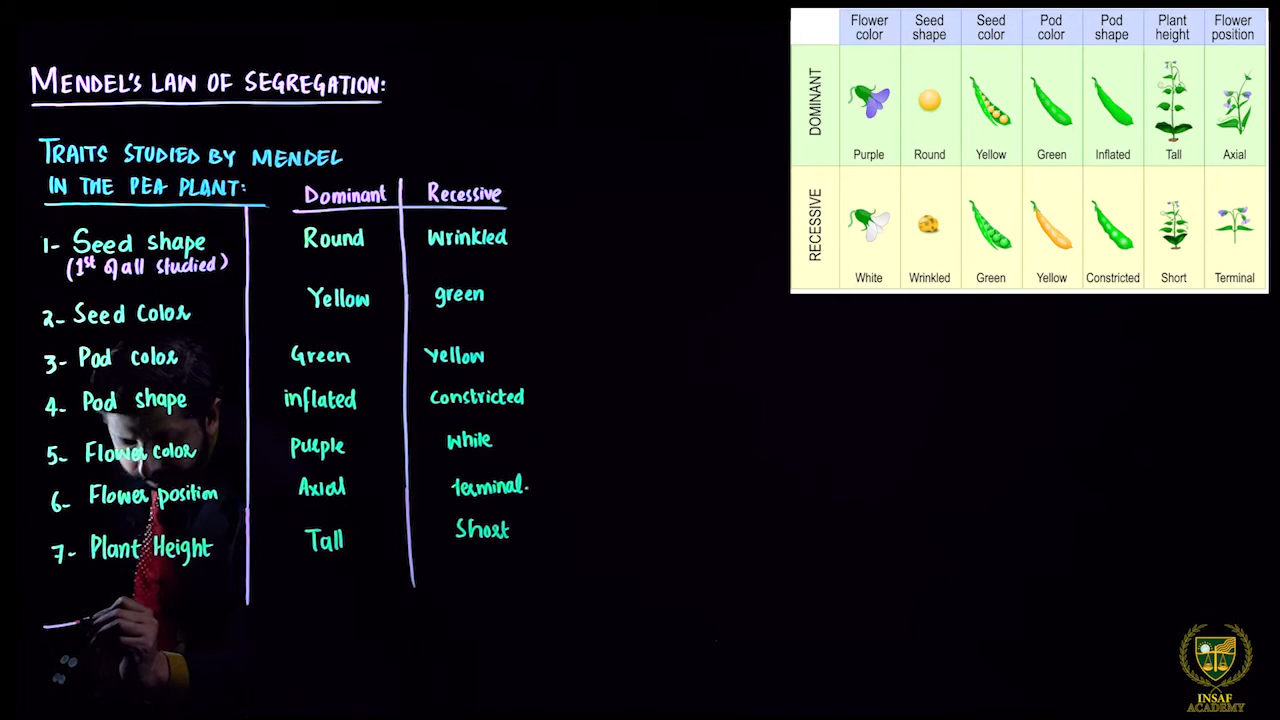 MENDEL'S LAW OF SEGREGATION:
TRAITS STUDIED BY MENDEL
IN THE PEA PLANT:
Dominant Recessive
1- Seed shape Round Wrinkled
(1st of all studied)
2- Seed Color Yellow green
3- Pod color Green Yellow
4- Pod shape inflated Constricted
5- Flower color purple white
6- Flower position Axial terminal.
7- Plant Height Tall Short
Flower color Seed shape Seed color Pod color Pod shape Plant height Flower position
DOMINANT
Purple Round Yellow Green Inflated Tall Axial
RECESSIVE
White Wrinkled Green Yellow Constricted Short Terminal
INSAF
ACADEMY